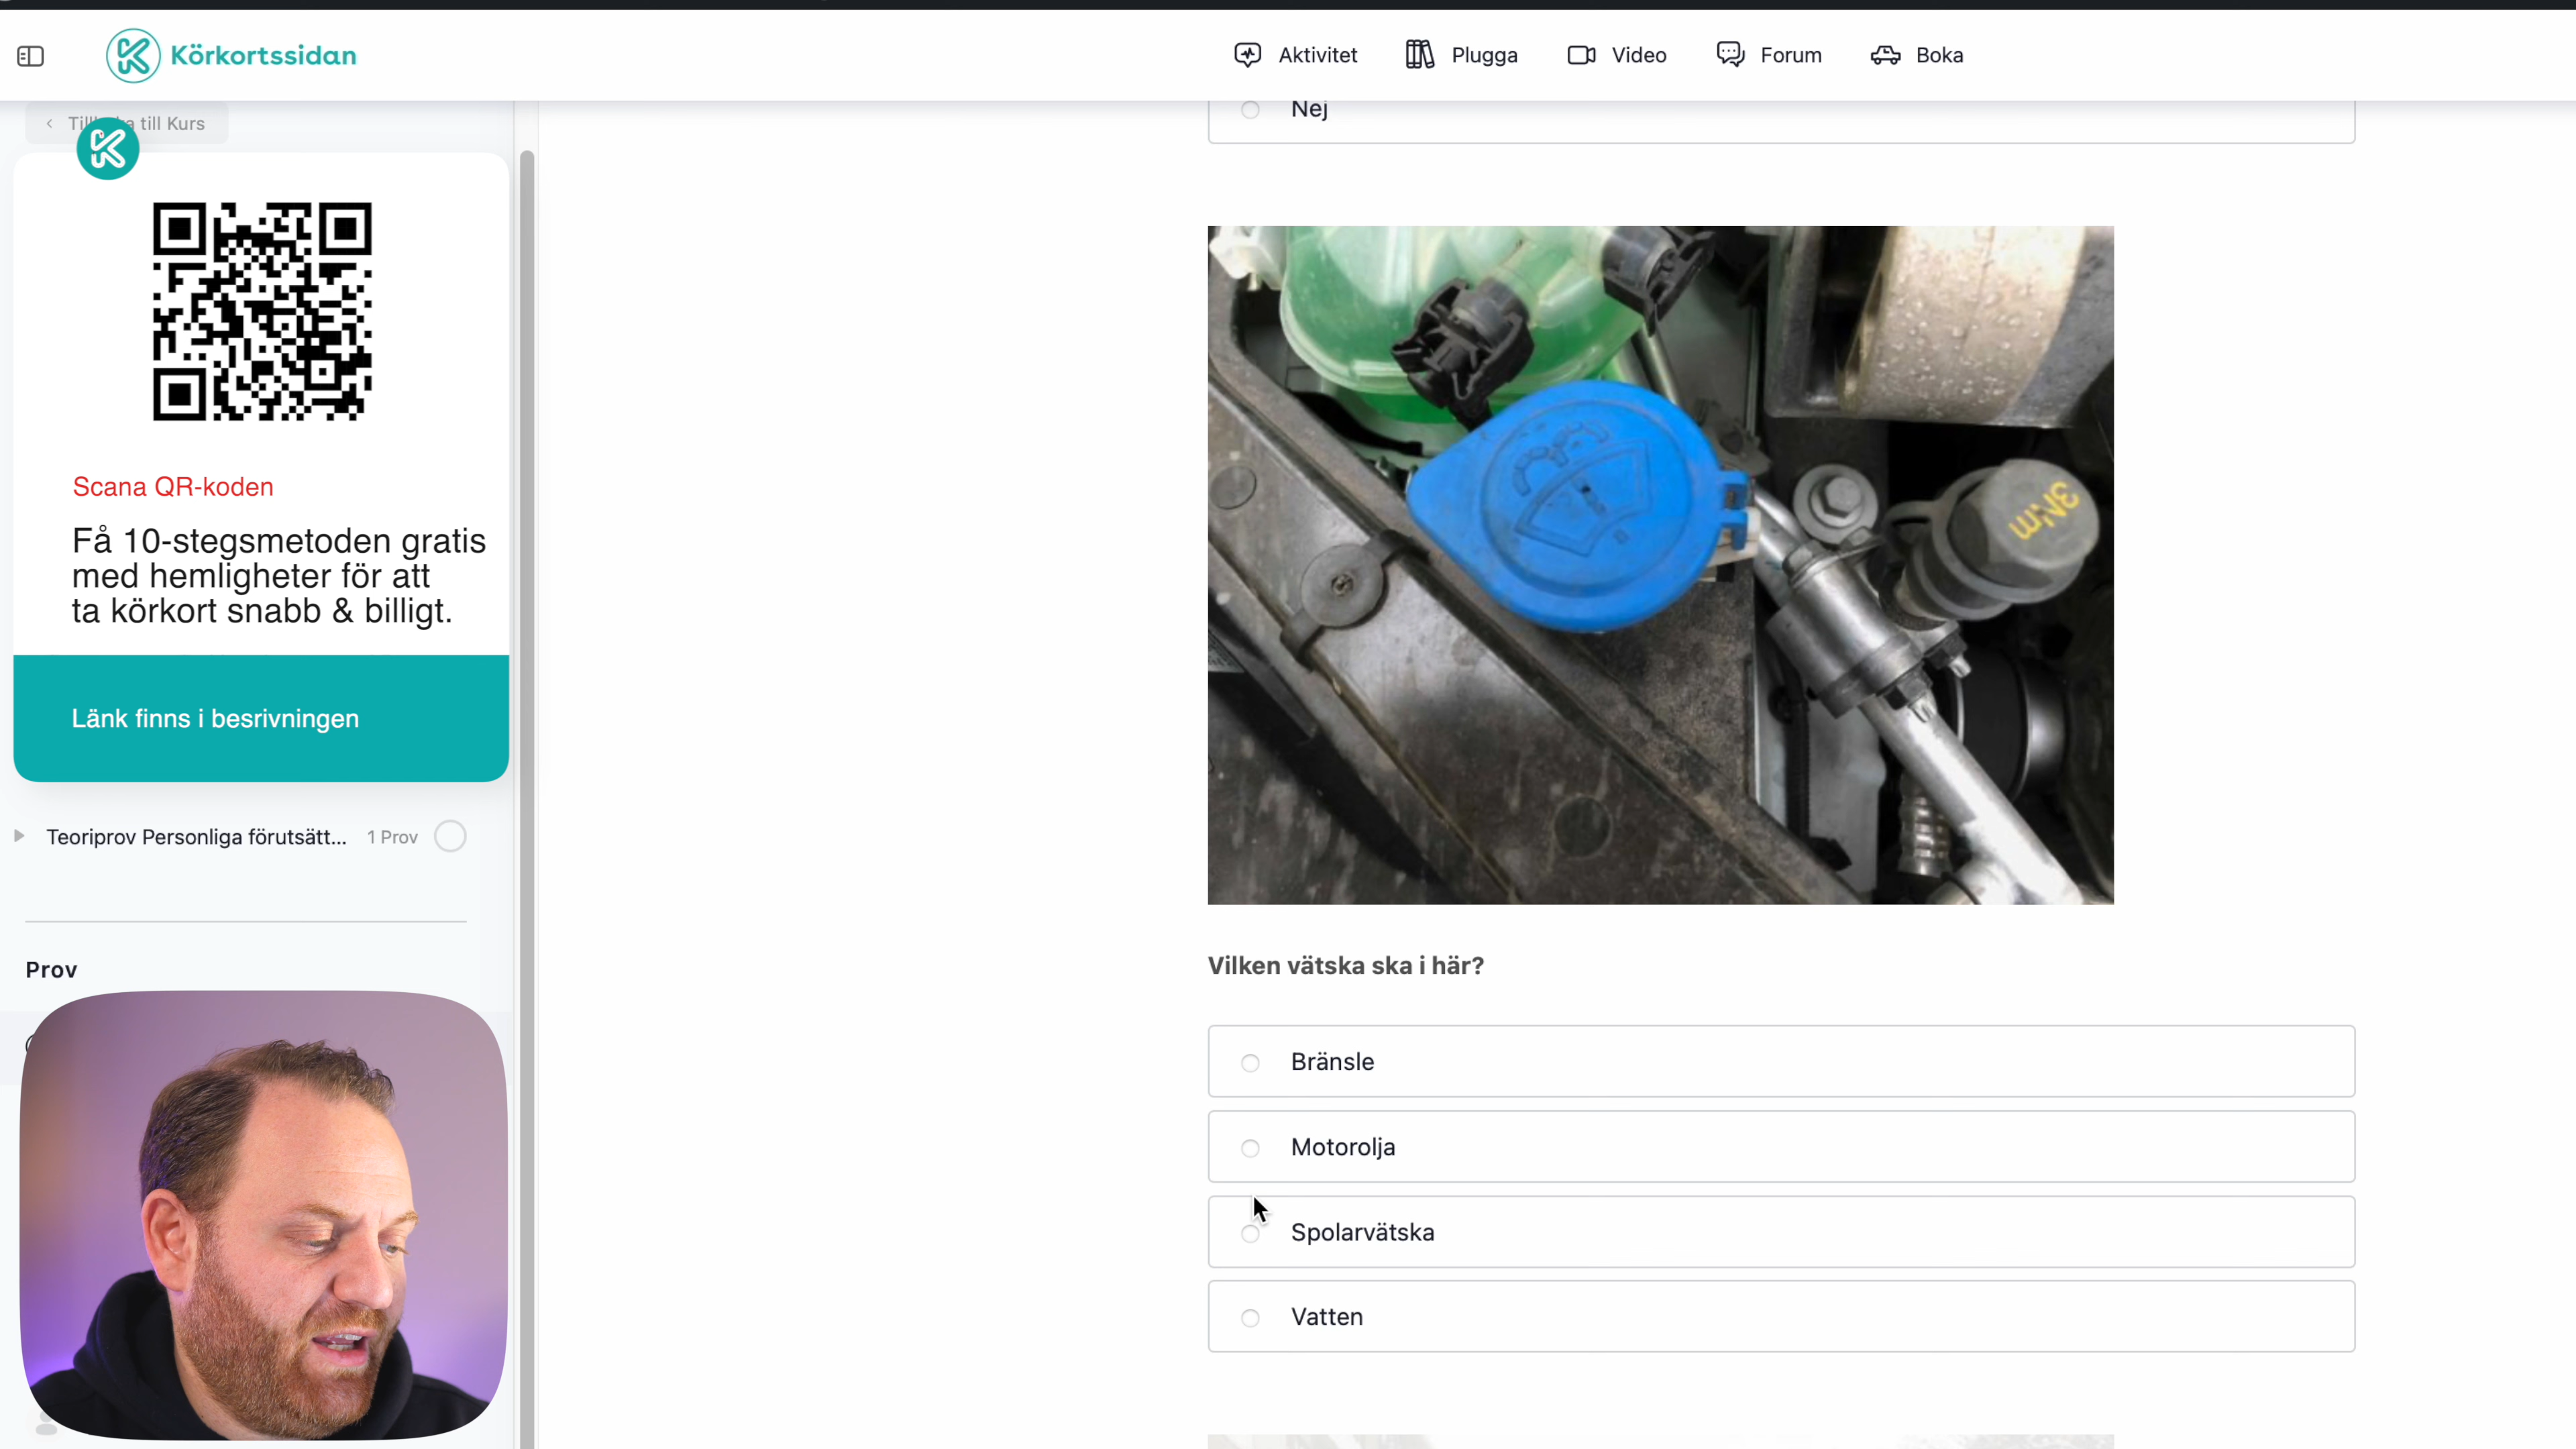 Körkortssidan
Aktivitet
Plugga
Video
Forum
Boka
till Kurs
Nej
Scana QR-koden
Få 10-stegsmetoden gratis
med hemligheter för att
ta körkort snabb & billigt.
Länk finns i besrivningen
Teoriprov Personliga förutsätt... 1 Prov
Prov
3Nm
Vilken vätska ska i här?
Bränsle
Motorolja
Spolarvätska
Vatten